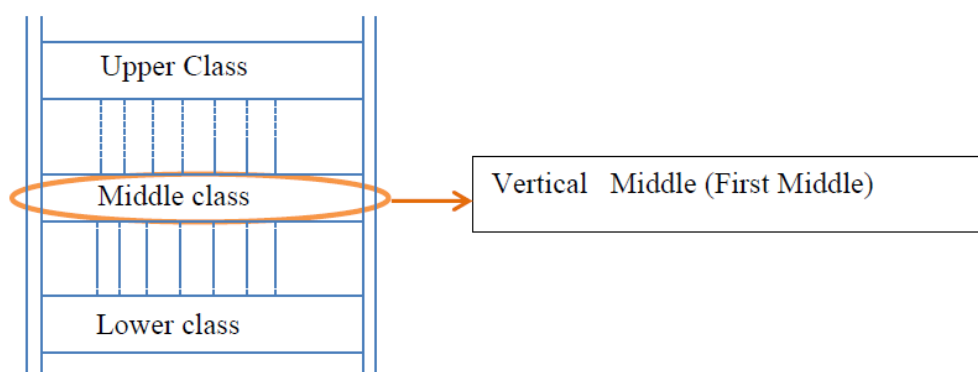 Upper Class
Middle class
Vertical Middle (First Middle)
Lower class